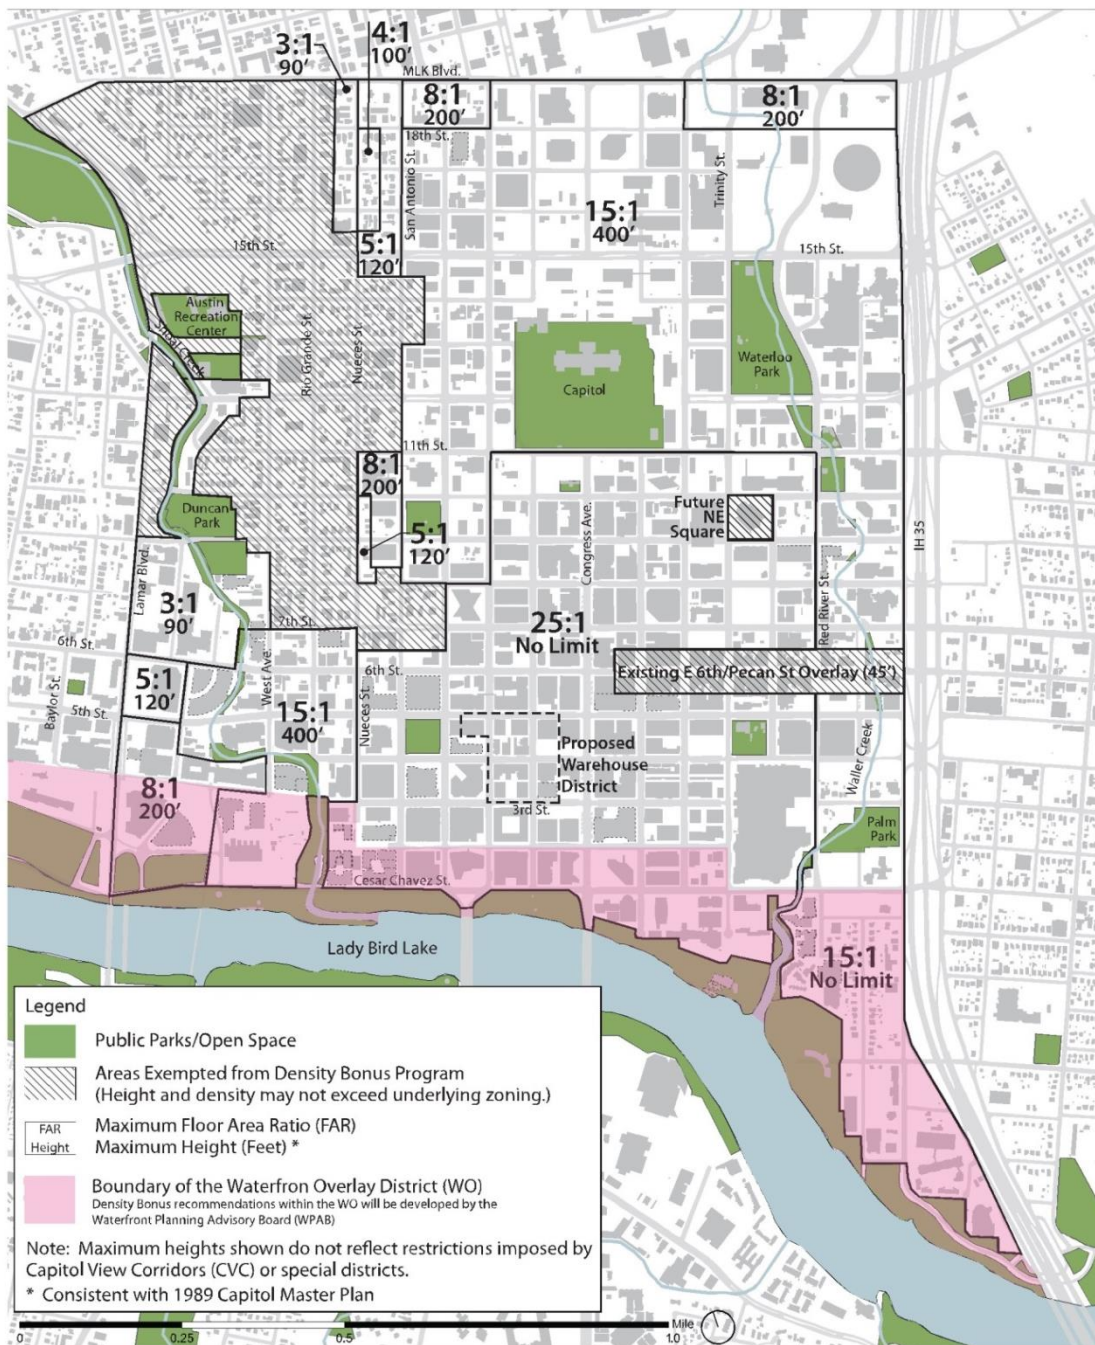 3:1
90'
4:1
100'
MLK Blvd.
8:1
200'
8:1
200'
18th St.
San Antonio St.
Trinity St.
15:1
400'
15th St.
5:1
120'
15th St.
Austin
Recreation
Center
Shoal Creek
Rio Grande St.
Nueces St.
Capitol
Waterloo
Park
11th St.
8:1
200'
Duncan
Park
5:1
120'
Congress Ave.
Future
NE
Square
IH 35
Lamar Blvd.
3:1
90'
7th St.
25:1
No Limit
Red River St.
6th St.
6th St.
Existing E 6th/Pecan St Overlay (45')
Baylor St.
5:1
120'
5th St.
West Ave.
15:1
400'
Nueces St.
Proposed
Warehouse
District
3rd St.
Waller Creek
8:1
200'
Palm
Park
Cesar Chavez St.
Lady Bird Lake
15:1
No Limit
Legend
Public Parks/Open Space
Areas Exempted from Density Bonus Program
(Height and density may not exceed underlying zoning.)
FAR
Height
Maximum Floor Area Ratio (FAR)
Maximum Height (Feet) *
Boundary of the Waterfron Overlay District (WO)
Density Bonus recommendations within the WO will be developed by the
Waterfront Planning Advisory Board (WPAB)
Note: Maximum heights shown do not reflect restrictions imposed by
Capitol View Corridors (CVC) or special districts.
* Consistent with 1989 Capitol Master Plan
0 0.25 0.5 1.0 Mile